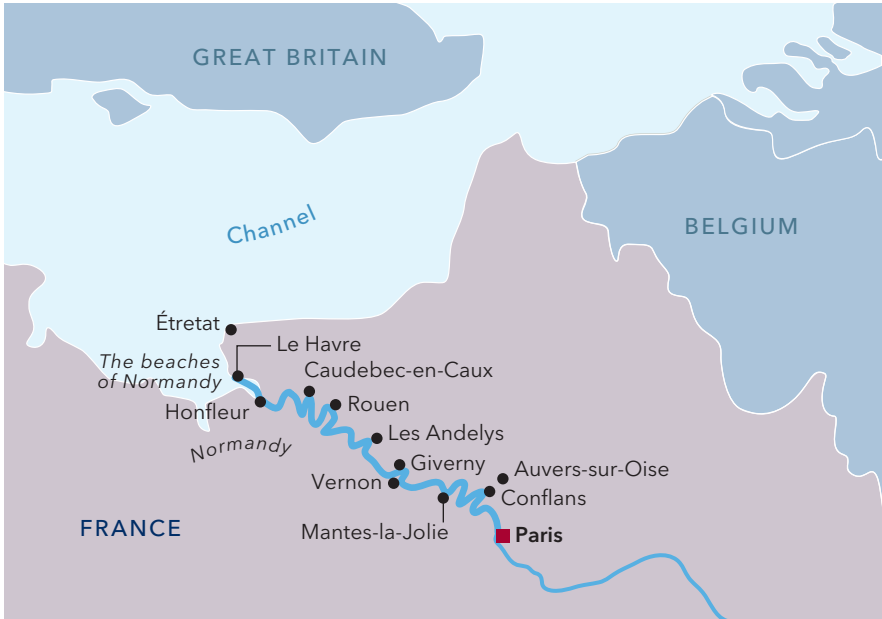 GREAT BRITAIN
Channel
BELGIUM
Étretat
Le Havre
The beaches
of Normandy
Caudebec-en-Caux
Honfleur
Rouen
Normandy
Les Andelys
Giverny
Auvers-sur-Oise
Vernon
Conflans
Mantes-la-Jolie
FRANCE
Paris